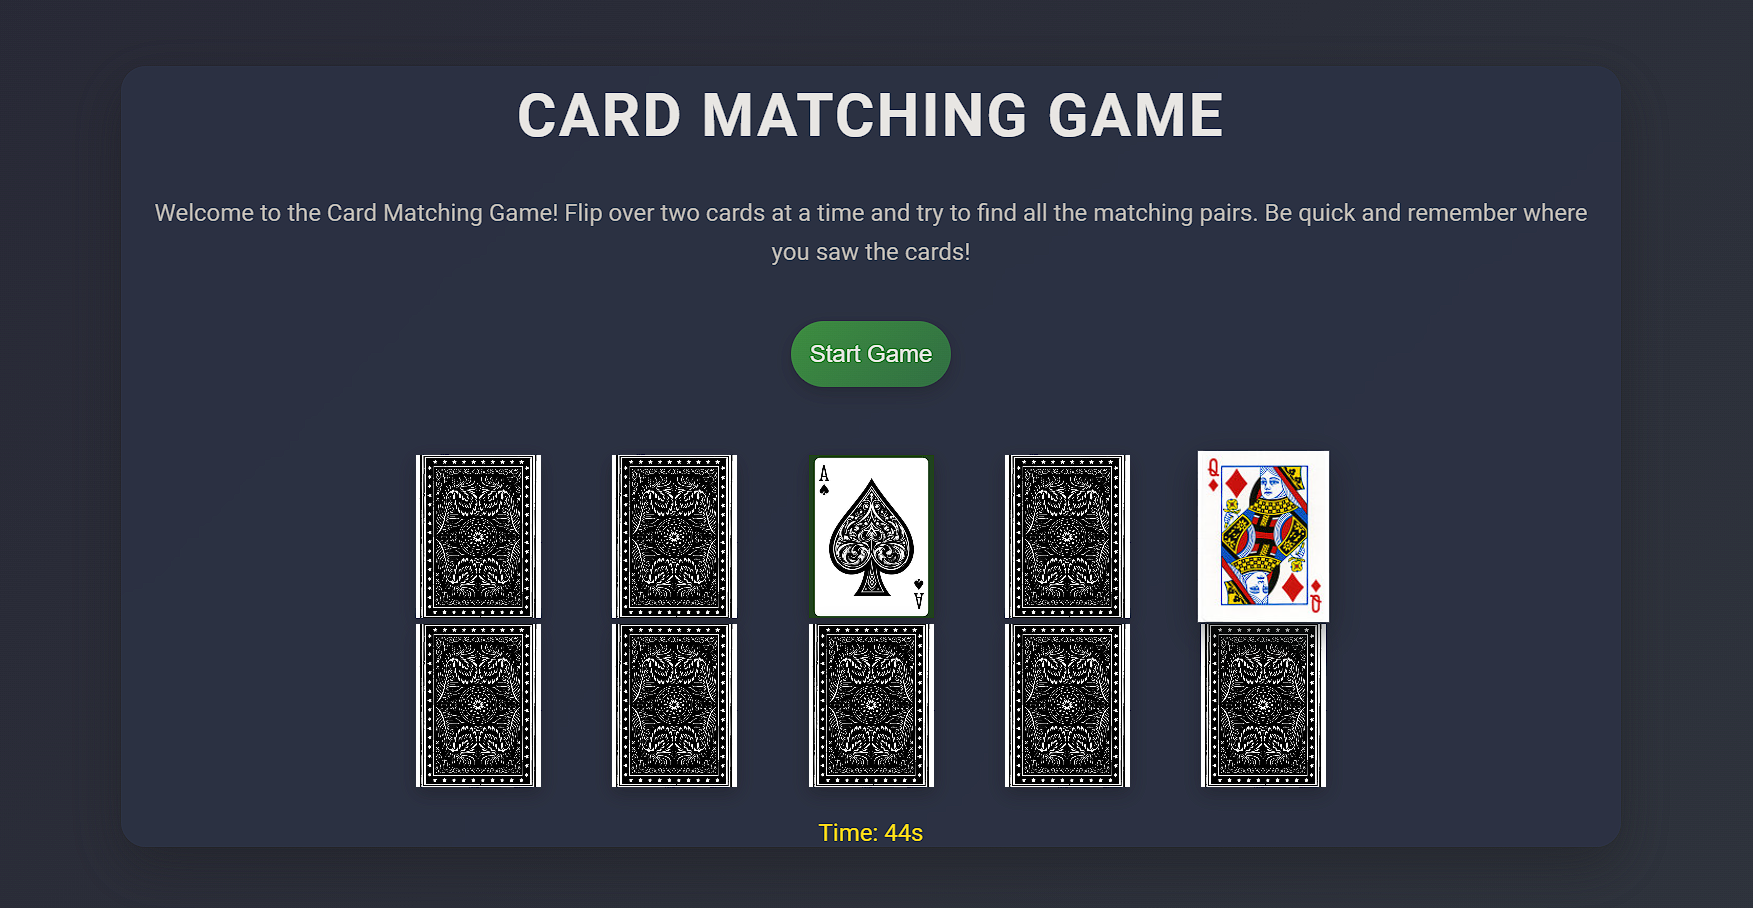 CARD MATCHING GAME
Welcome to the Card Matching Game! Flip over two cards at a time and try to find all the matching pairs. Be quick and remember where
you saw the cards!
Start Game
A
A
Q
Q
Time: 44s